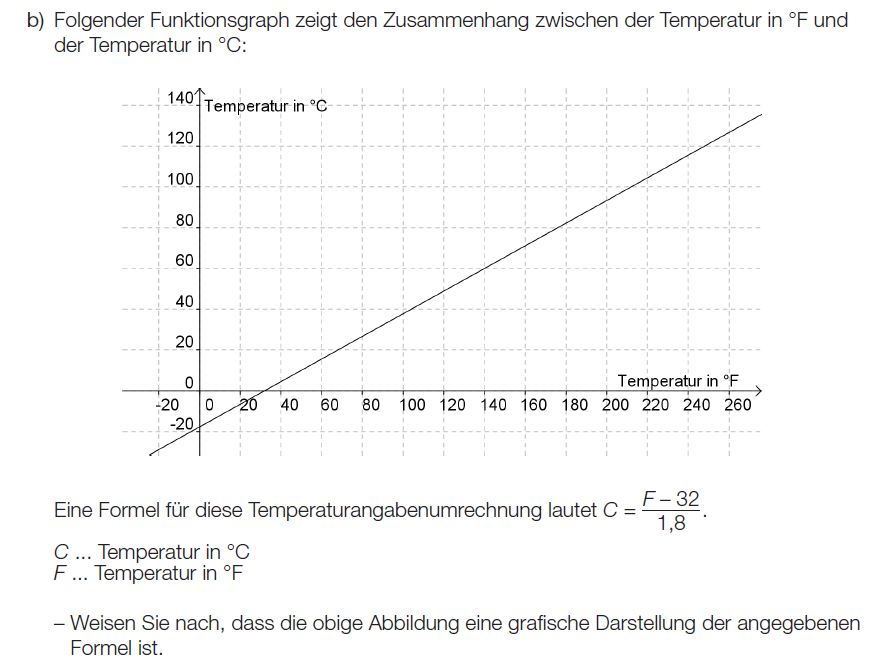 b) Folgender Funktionsgraph zeigt den Zusammenhang zwischen der Temperatur in °F und
der Temperatur in °C:
140
Temperatur in °C
120
100
80
60
40
20
0
Temperatur in °F
-20 0 20 40 60 80 100 120 140 160 180 200 220 240 260
-20
Eine Formel für diese Temperaturangabenumrechnung lautet C = (F – 32)/1,8.
C ... Temperatur in °C
F ... Temperatur in °F
– Weisen Sie nach, dass die obige Abbildung eine grafische Darstellung der angegebenen
Formel ist.